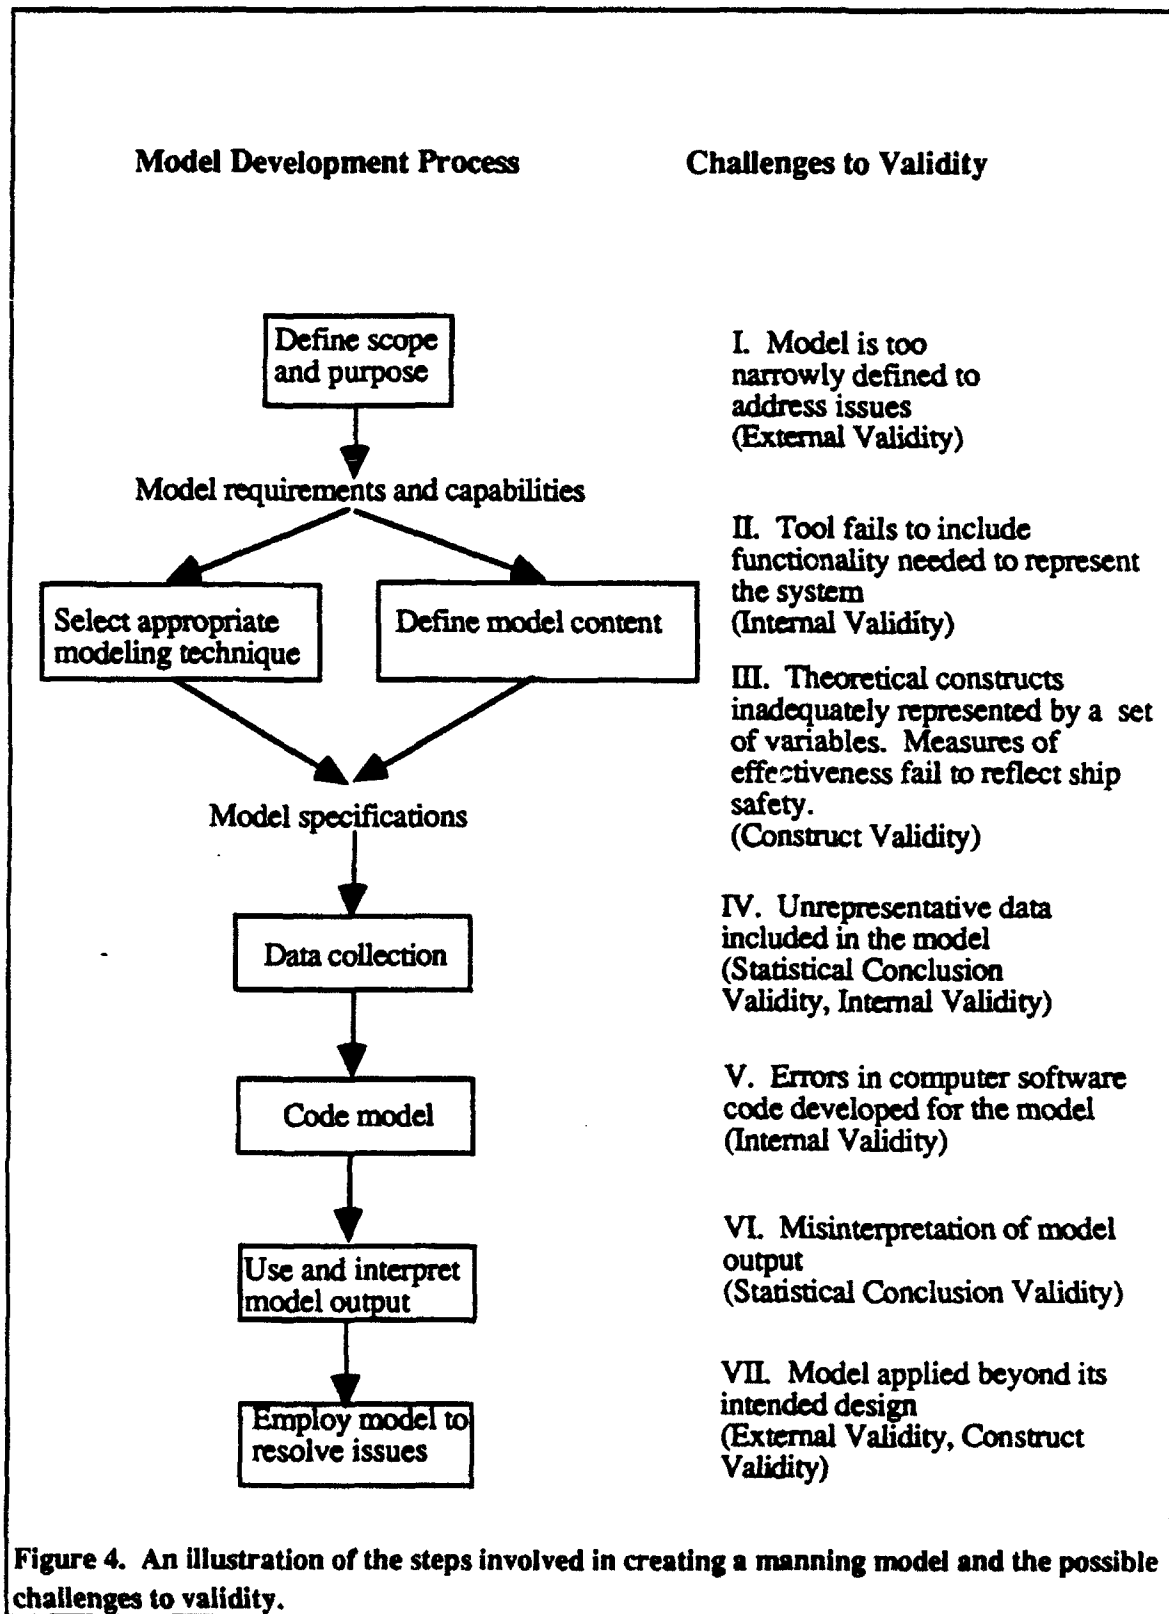 Model Development Process
Challenges to Validity
Define scope
and purpose
I. Model is too
narrowly defined to
address issues
(External Validity)
Model requirements and capabilities
II. Tool fails to include
functionality needed to represent
the system
(Internal Validity)
Select appropriate
modeling technique
Define model content
III. Theoretical constructs
inadequately represented by a set
of variables. Measures of
effectiveness fail to reflect ship
safety.
(Construct Validity)
Model specifications
Data collection
IV. Unrepresentative data
included in the model
(Statistical Conclusion
Validity, Internal Validity)
Code model
V. Errors in computer software
code developed for the model
(Internal Validity)
Use and interpret
model output
VI. Misinterpretation of model
output
(Statistical Conclusion Validity)
Employ model to
resolve issues
VII. Model applied beyond its
intended design
(External Validity, Construct
Validity)
Figure 4. An illustration of the steps involved in creating a manning model and the possible
challenges to validity.